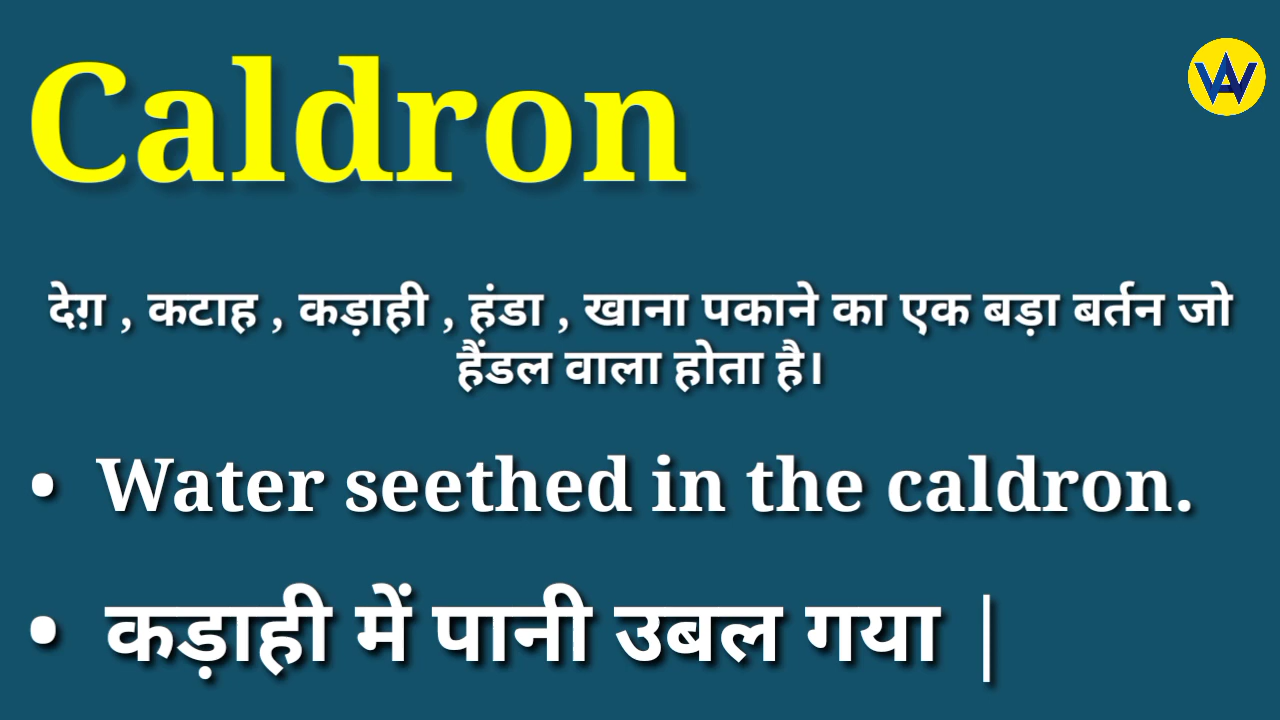 Caldron
देग़ , कटाह , कड़ाही , हंडा , खाना पकाने का एक बड़ा बर्तन जो
हैंडल वाला होता है।
• Water seethed in the caldron.
• कड़ाही में पानी उबल गया |